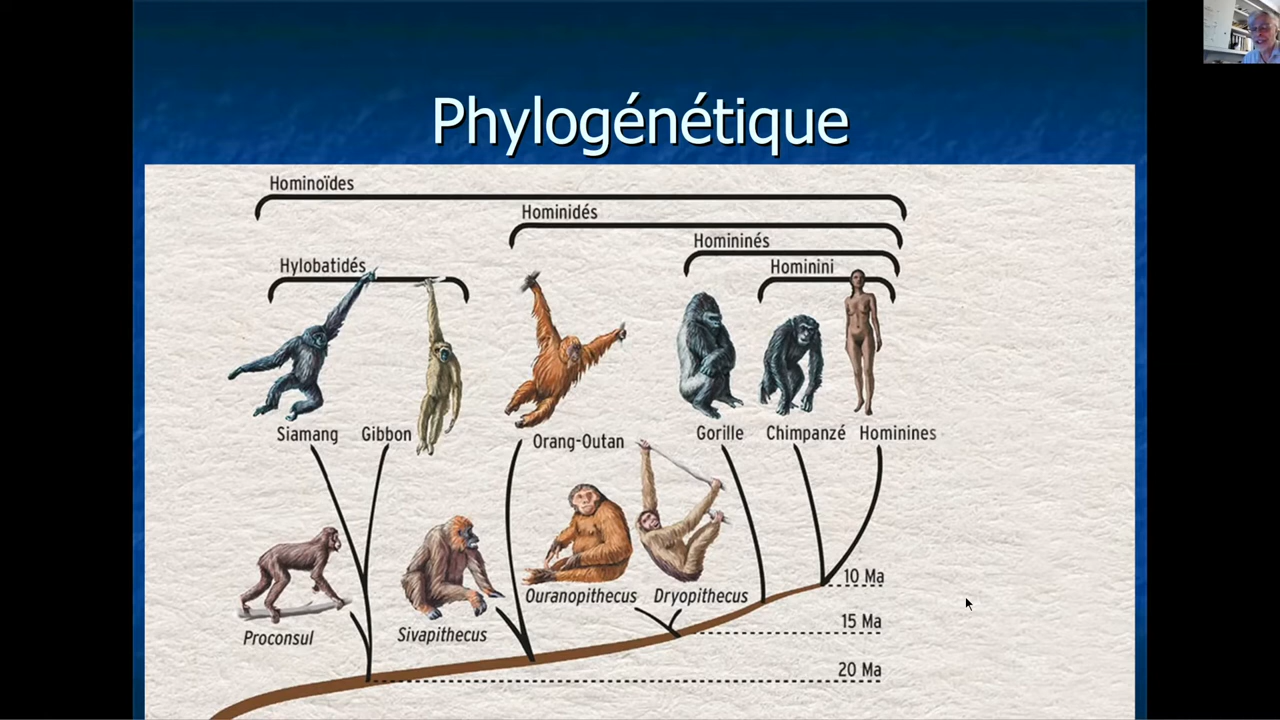 Phylogénétique
Hominoïdes
Hominidés
Homininés
Hylobatidés
Hominini
Siamang
Gibbon
Orang-Outan
Gorille
Chimpanzé
Hominines
Proconsul
Sivapithecus
Ouranopithecus
Dryopithecus
10 Ma
15 Ma
20 Ma